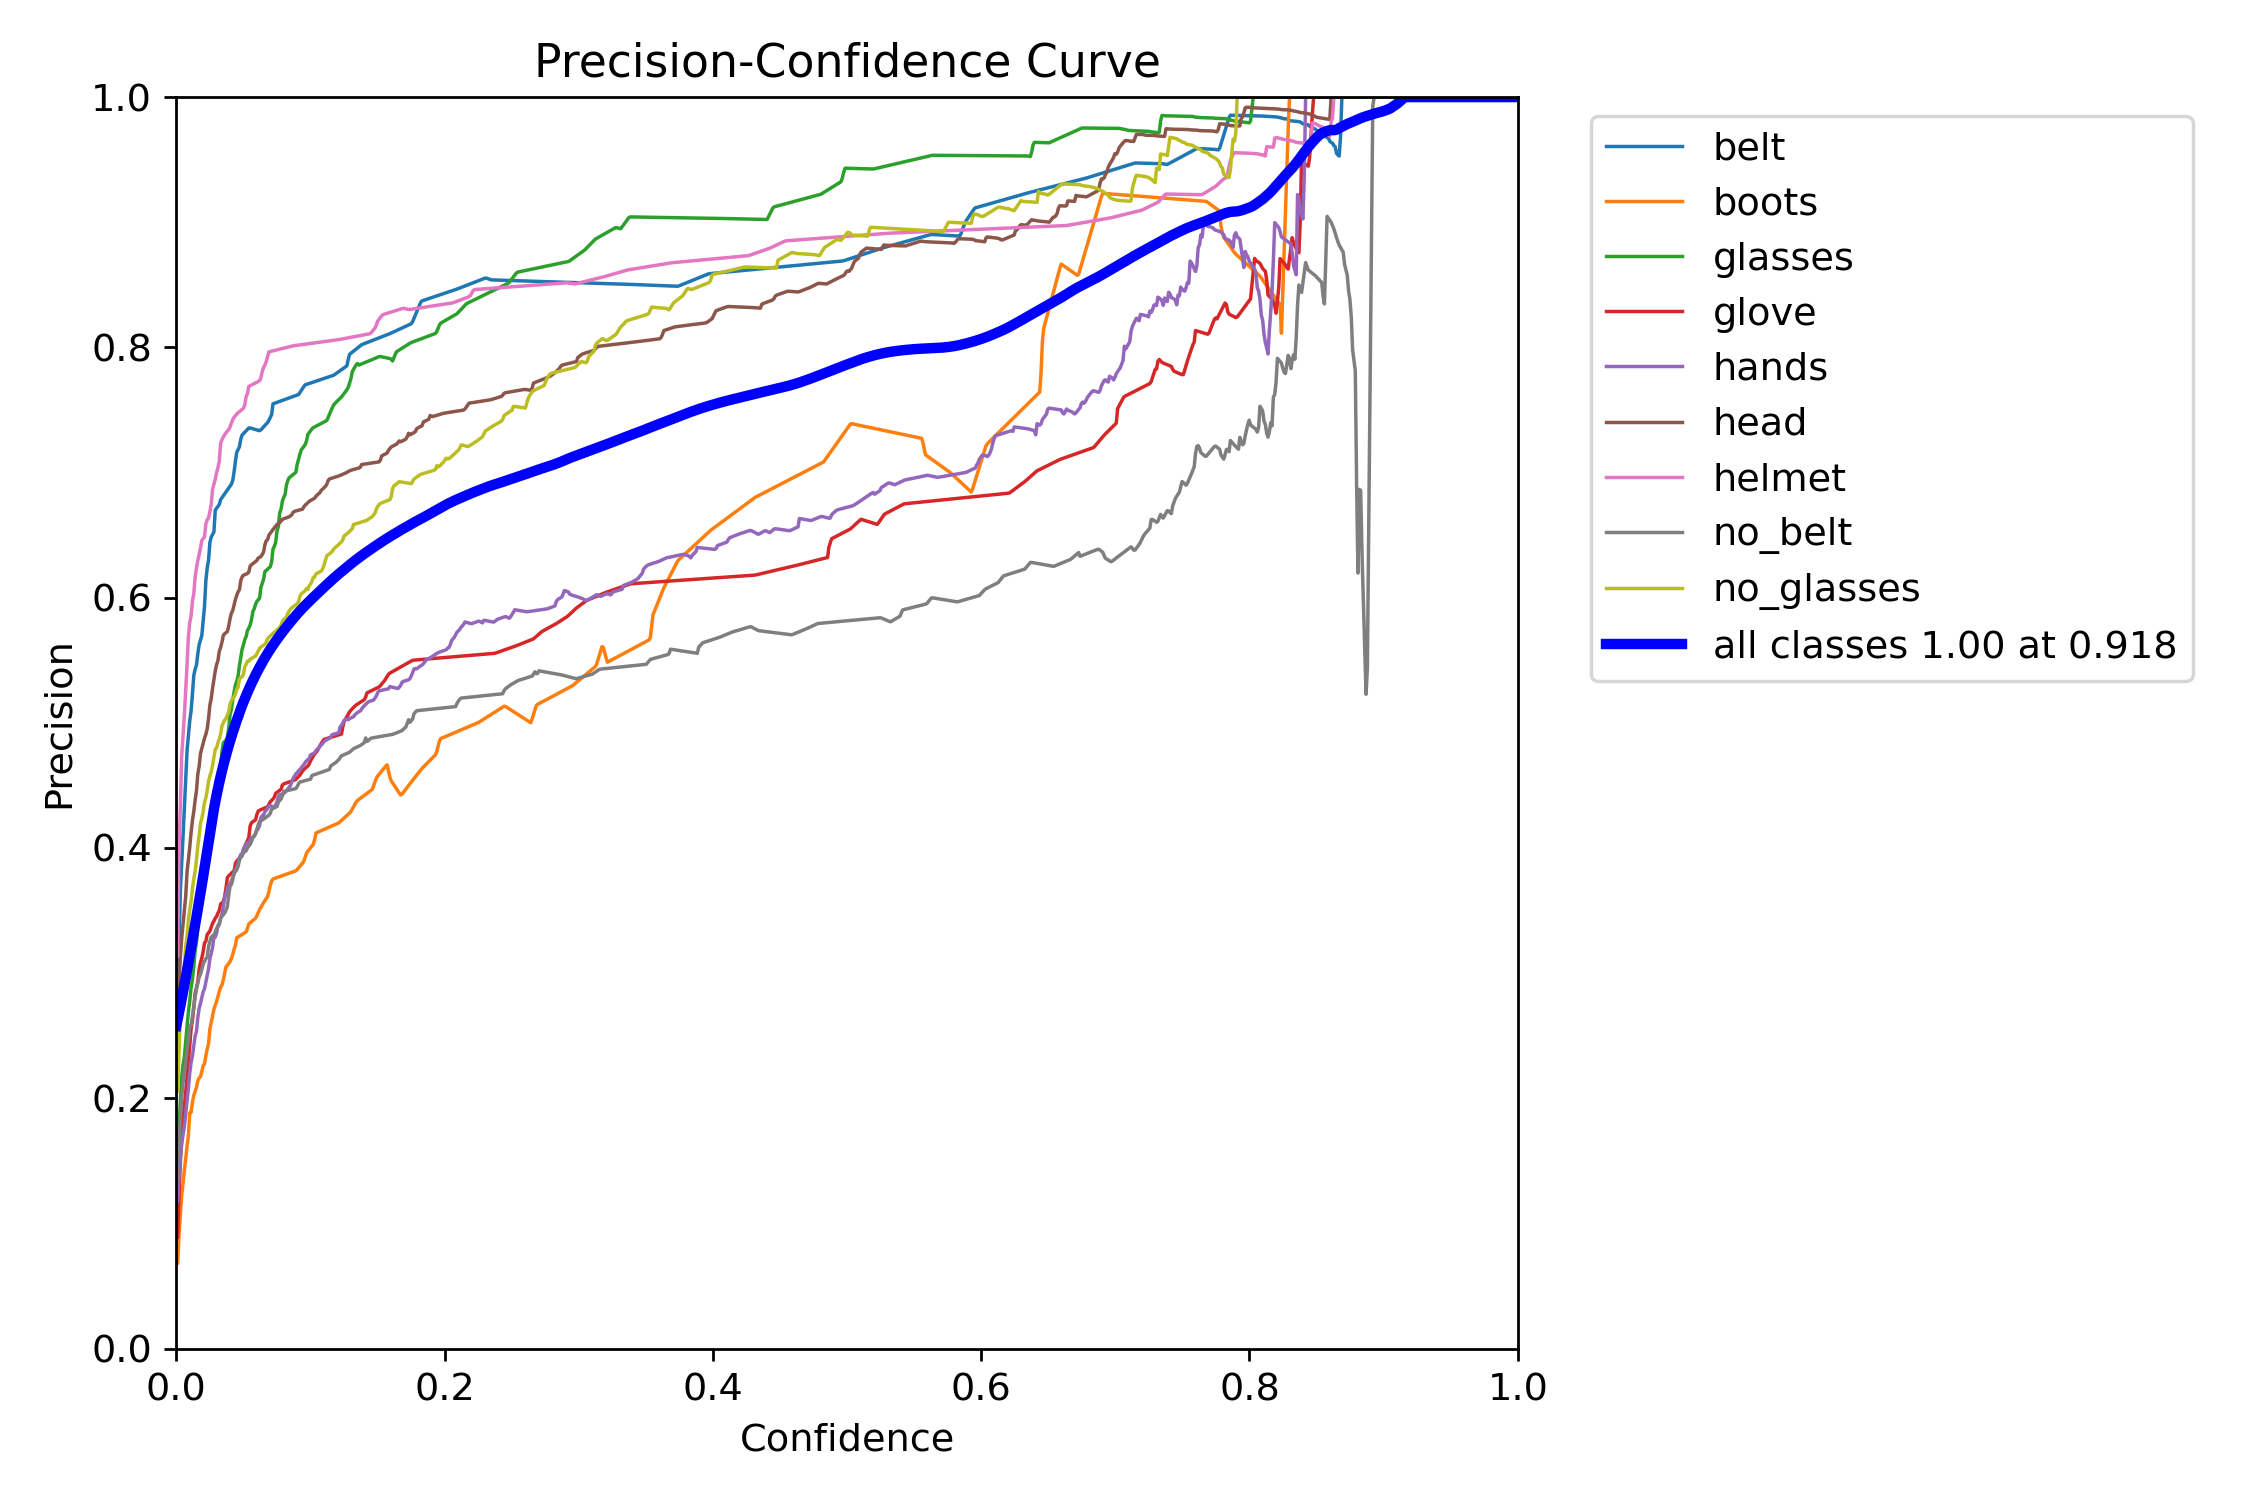 Precision-Confidence Curve
1.0
0.8
0.6
0.4
0.2
0.0
Precision
0.0 0.2 0.4 0.6 0.8 1.0
Confidence
belt
boots
glasses
glove
hands
head
helmet
no_belt
no_glasses
all classes 1.00 at 0.918